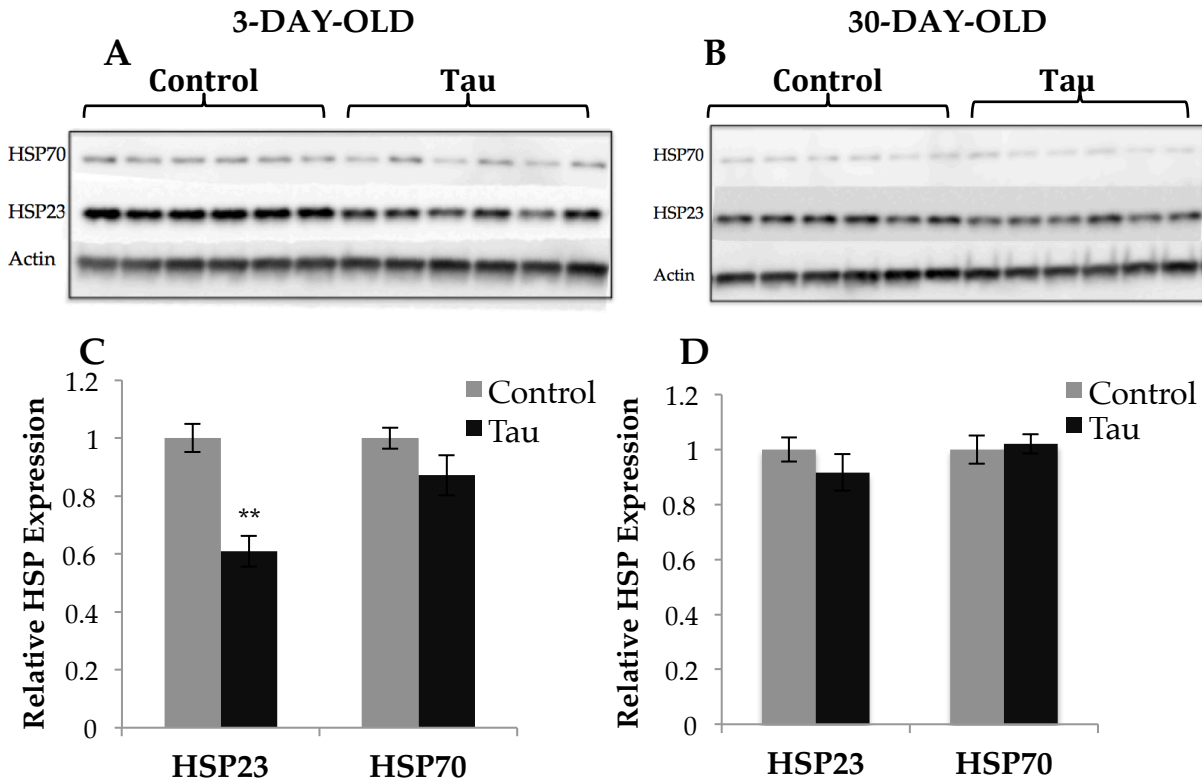 3-DAY-OLD
30-DAY-OLD
A
Control Tau
HSP70
HSP23
Actin
B
Control Tau
HSP70
HSP23
Actin
C
Relative HSP Expression
1.2
1
0.8
0.6
0.4
0.2
0
**
Control
Tau
HSP23 HSP70
D
Relative HSP Expression
1.2
1
0.8
0.6
0.4
0.2
0
Control
Tau
HSP23 HSP70